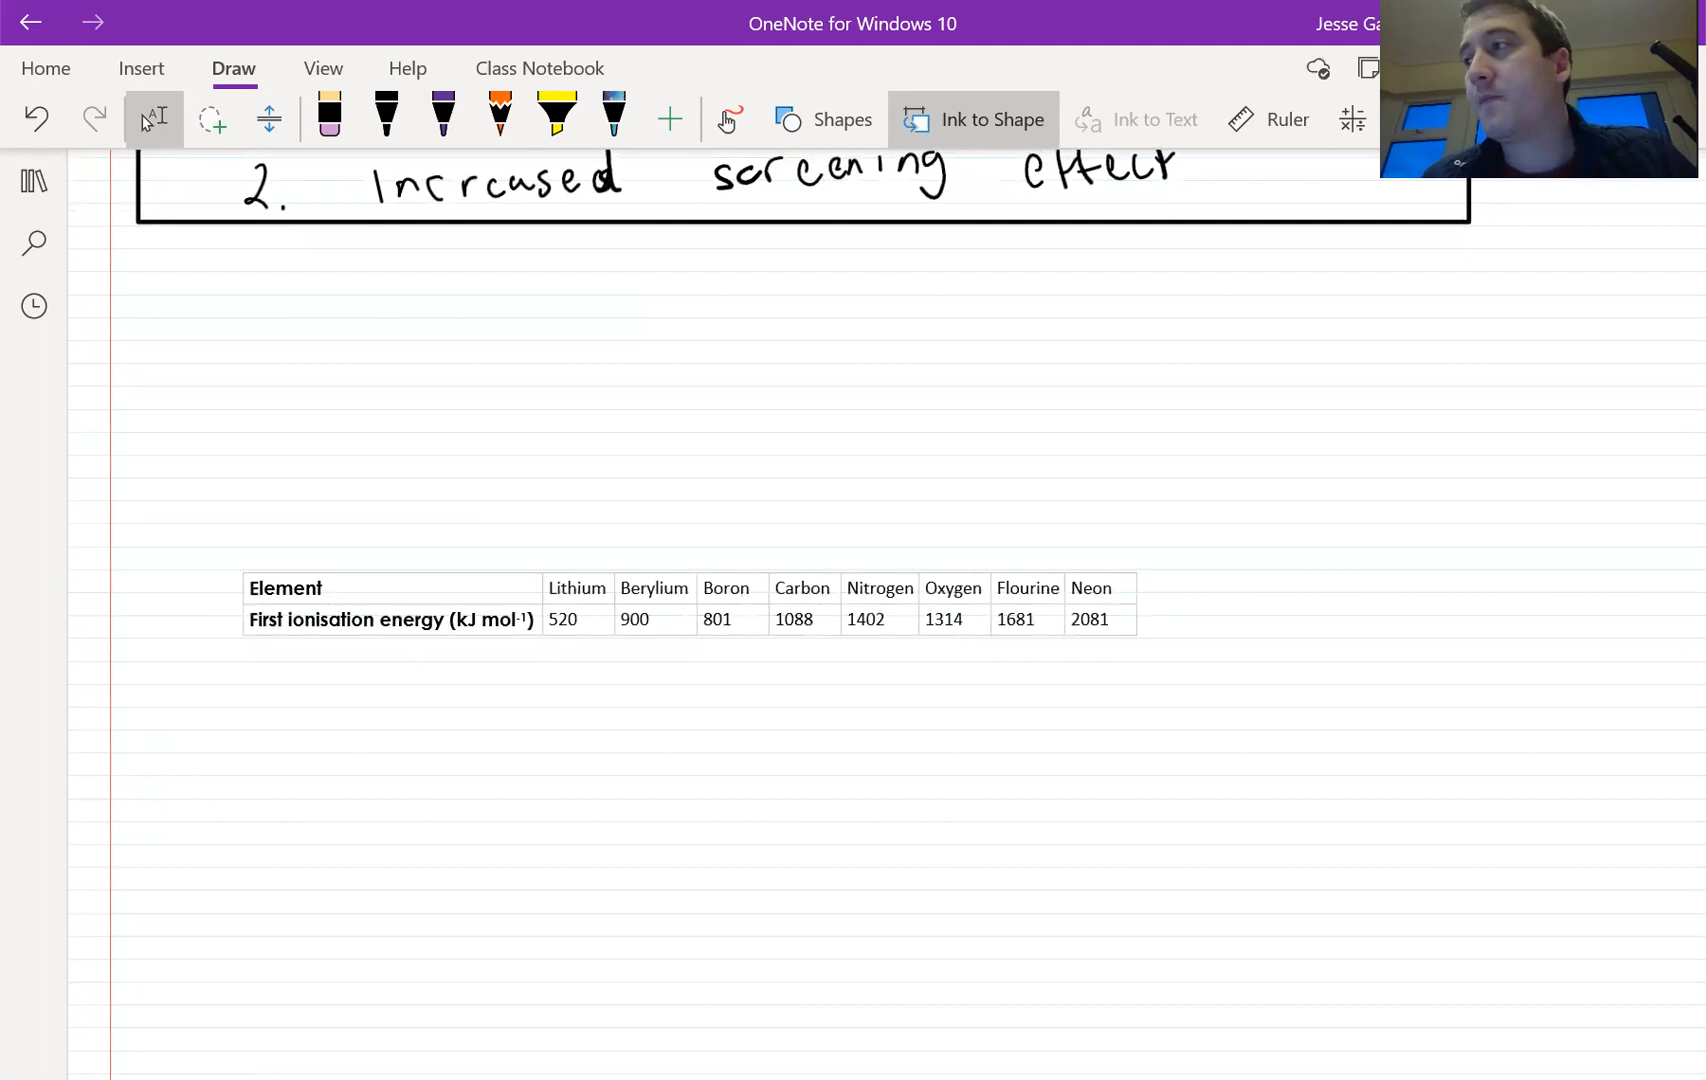 OneNote for Windows 10
Jesse Ga
Home Insert Draw View Help Class Notebook
Shapes Ink to Shape Ink to Text Ruler
2. Increased screening effect
Element Lithium Berylium Boron Carbon Nitrogen Oxygen Flourine Neon
First ionisation energy (kJ mol-1) 520 900 801 1088 1402 1314 1681 2081